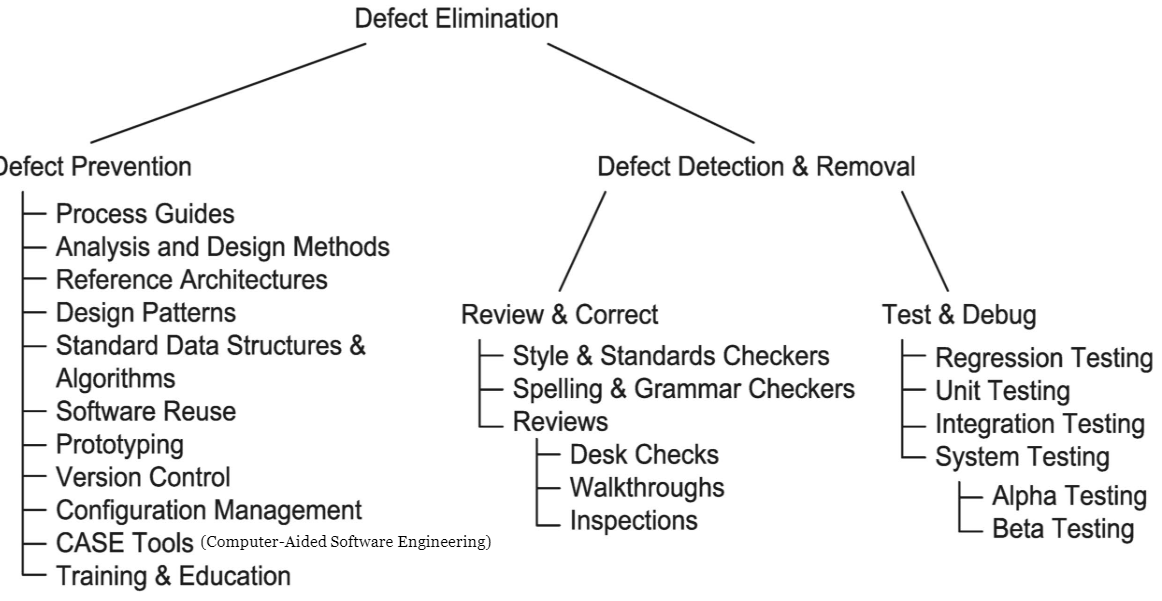 Defect Elimination
Defect Prevention
Process Guides
Analysis and Design Methods
Reference Architectures
Design Patterns
Standard Data Structures &
Algorithms
Software Reuse
Prototyping
Version Control
Configuration Management
CASE Tools (Computer-Aided Software Engineering)
Training & Education
Defect Detection & Removal
Review & Correct
Style & Standards Checkers
Spelling & Grammar Checkers
Reviews
Desk Checks
Walkthroughs
Inspections
Test & Debug
Regression Testing
Unit Testing
Integration Testing
System Testing
Alpha Testing
Beta Testing